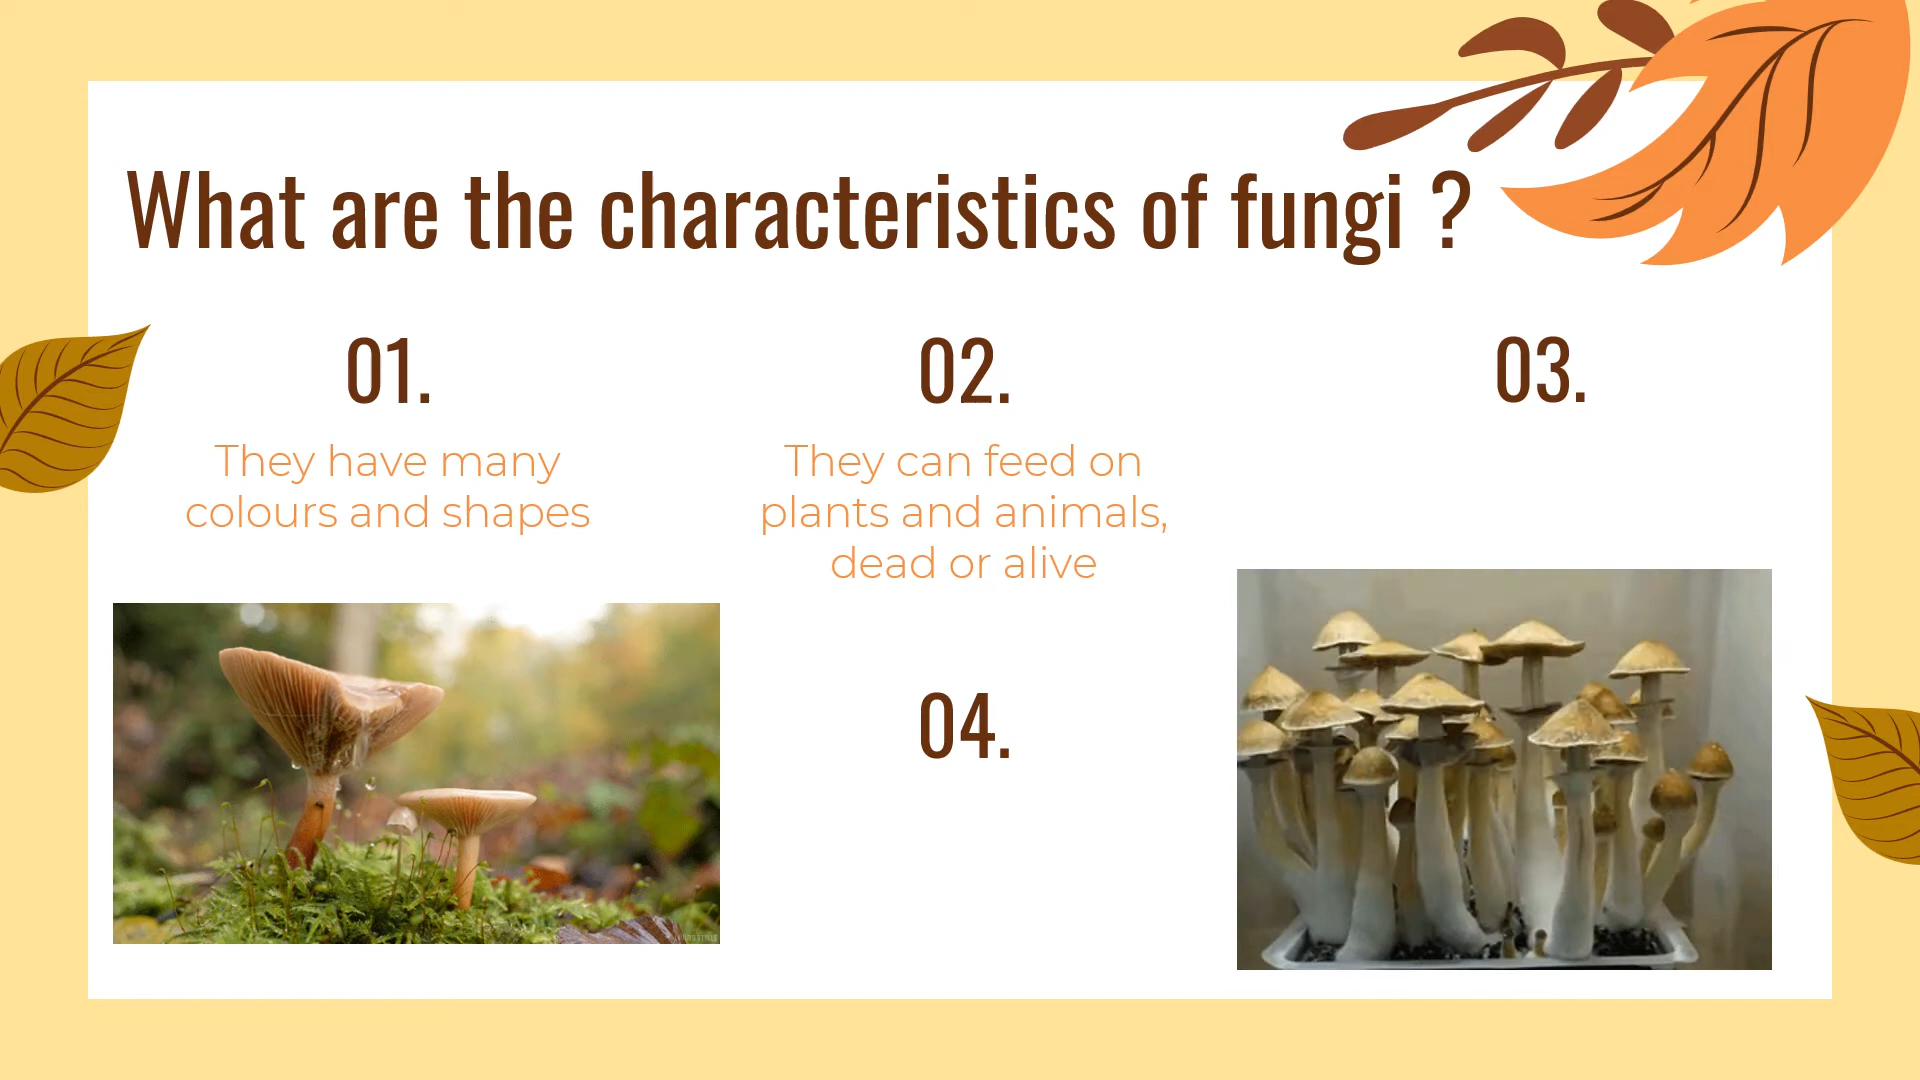 What are the characteristics of fungi ?
01.
They have many
colours and shapes
02.
They can feed on
plants and animals,
dead or alive
03.
04.